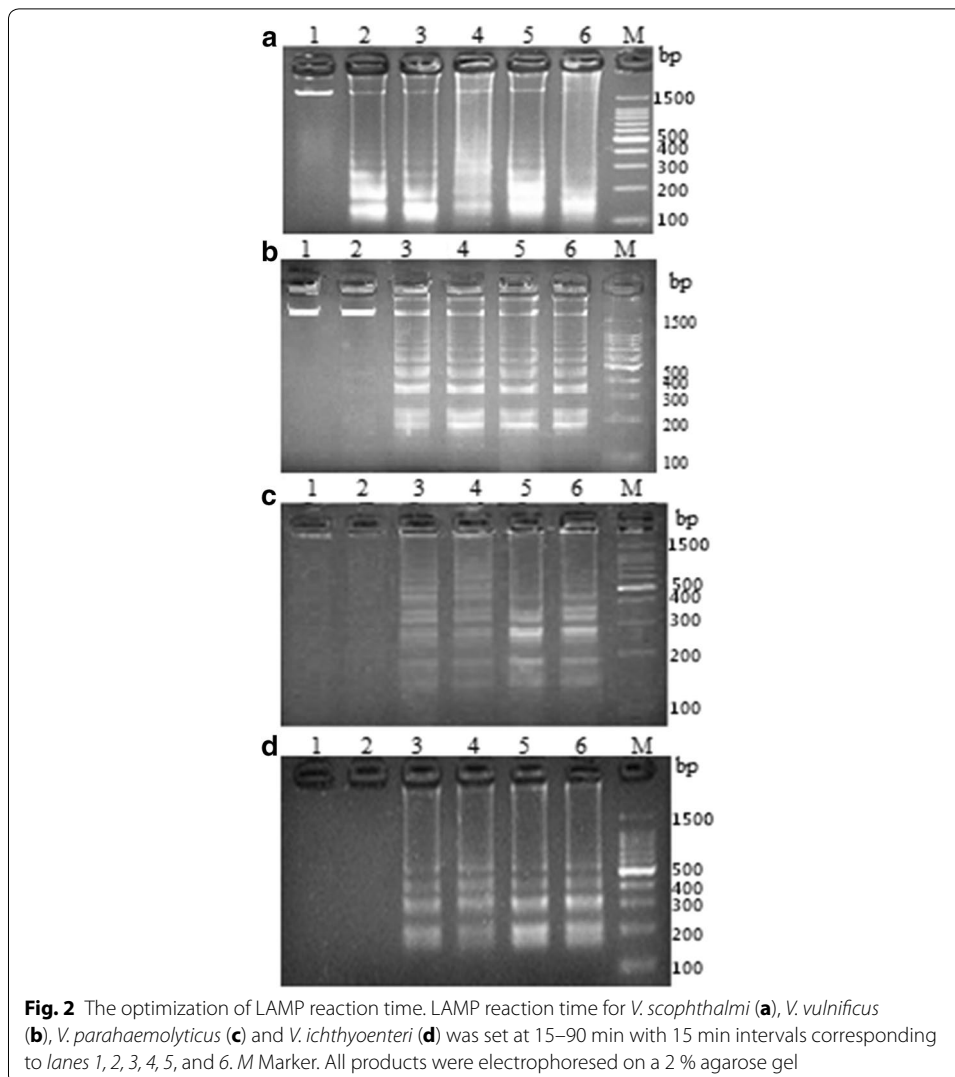 a
1 2 3 4 5 6 M
bp
1500
500
400
300
200
100
b
1 2 3 4 5 6 M
bp
1500
500
400
300
200
100
c
1 2 3 4 5 6 M
bp
1500
500
400
300
200
100
d
1 2 3 4 5 6 M
bp
1500
500
400
300
200
100
Fig. 2 The optimization of LAMP reaction time. LAMP reaction time for V. scophthalmi (a), V. vulnificus
(b), V. parahaemolyticus (c) and V. ichthyoenteri (d) was set at 15–90 min with 15 min intervals corresponding
to lanes 1, 2, 3, 4, 5, and 6. M Marker. All products were electrophoresed on a 2 % agarose gel